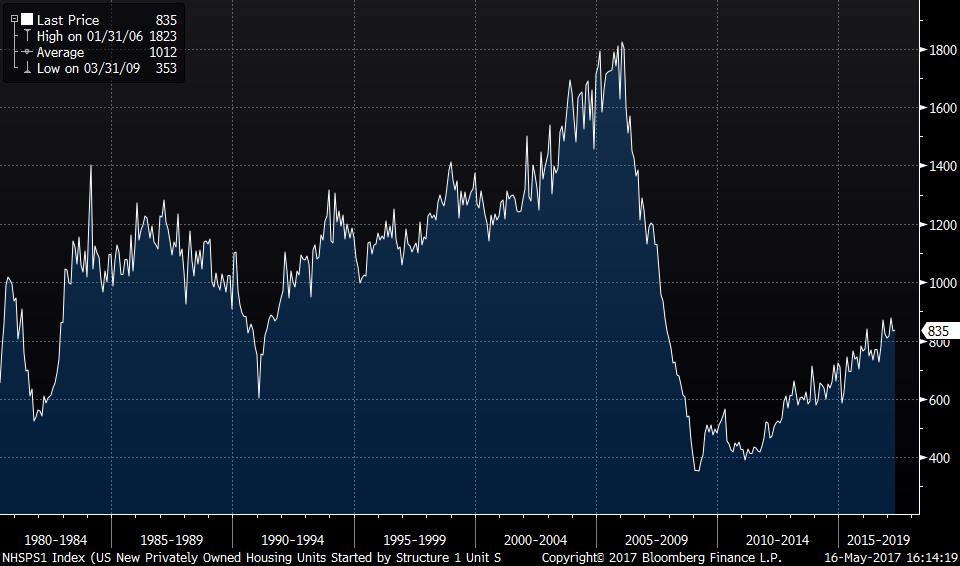 Last Price 835
High on 01/31/06 1823
Average 1012
Low on 03/31/09 353
1800
1600
1400
1200
1000
835
800
600
400
1980-1984 1985-1989 1990-1994 1995-1999 2000-2004 2005-2009 2010-2014 2015-2019
NHSPS1 Index (US New Privately Owned Housing Units Started by Structure 1 Unit S Copyright© 2017 Bloomberg Finance L.P. 16-May-2017 16:14:19